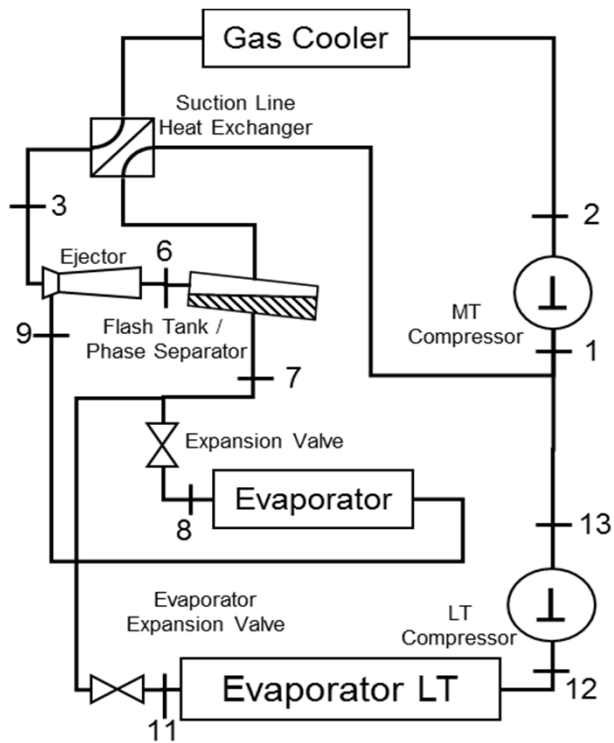 Gas Cooler
Suction Line
Heat Exchanger
3
2
Ejector
6
9
Flash Tank /
Phase Separator
MT
Compressor
1
7
Expansion Valve
Evaporator
8
13
Evaporator
Expansion Valve
LT
Compressor
Evaporator LT
11
12